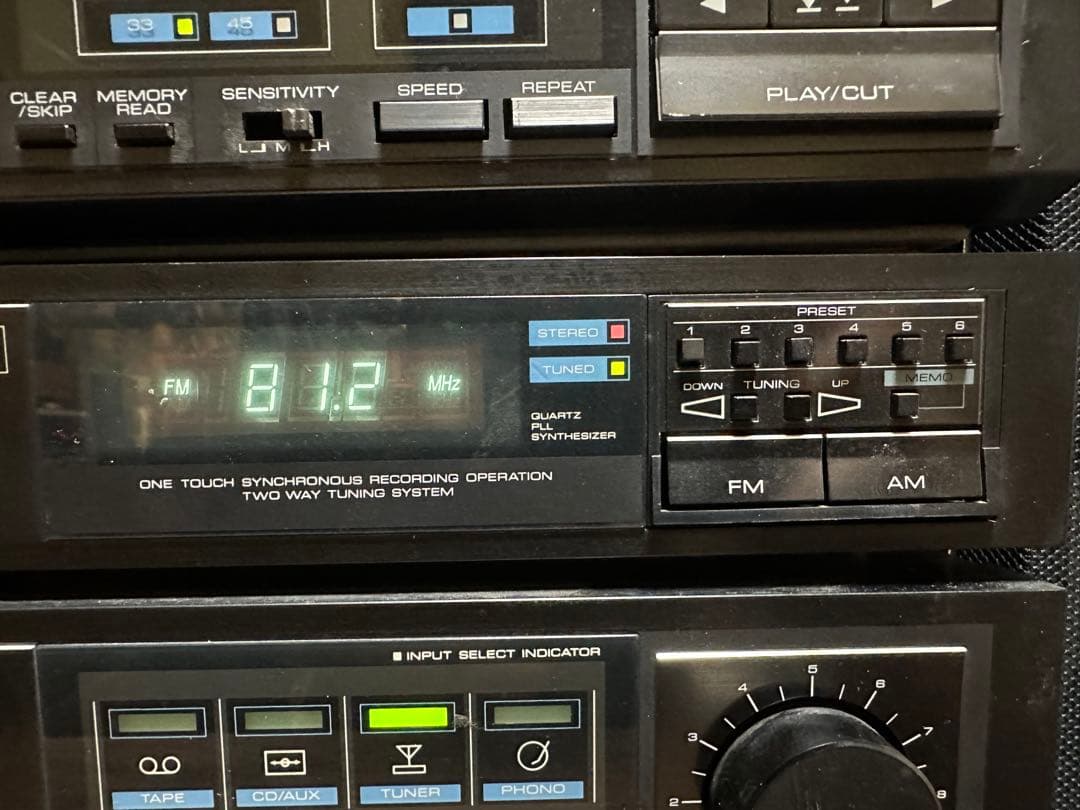 33 45
CLEAR
/SKIP
MEMORY
READ
SENSITIVITY
L M H
SPEED
REPEAT
PLAY/CUT
FM 81.2 MHz
STEREO
TUNED
QUARTZ
PLL
SYNTHESIZER
ONE TOUCH SYNCHRONOUS RECORDING OPERATION
TWO WAY TUNING SYSTEM
PRESET
1 2 3 4 5 6
DOWN TUNING UP
MEMO
FM AM
INPUT SELECT INDICATOR
TAPE CD/AUX TUNER PHONO
2 3 4 5 6 7 8